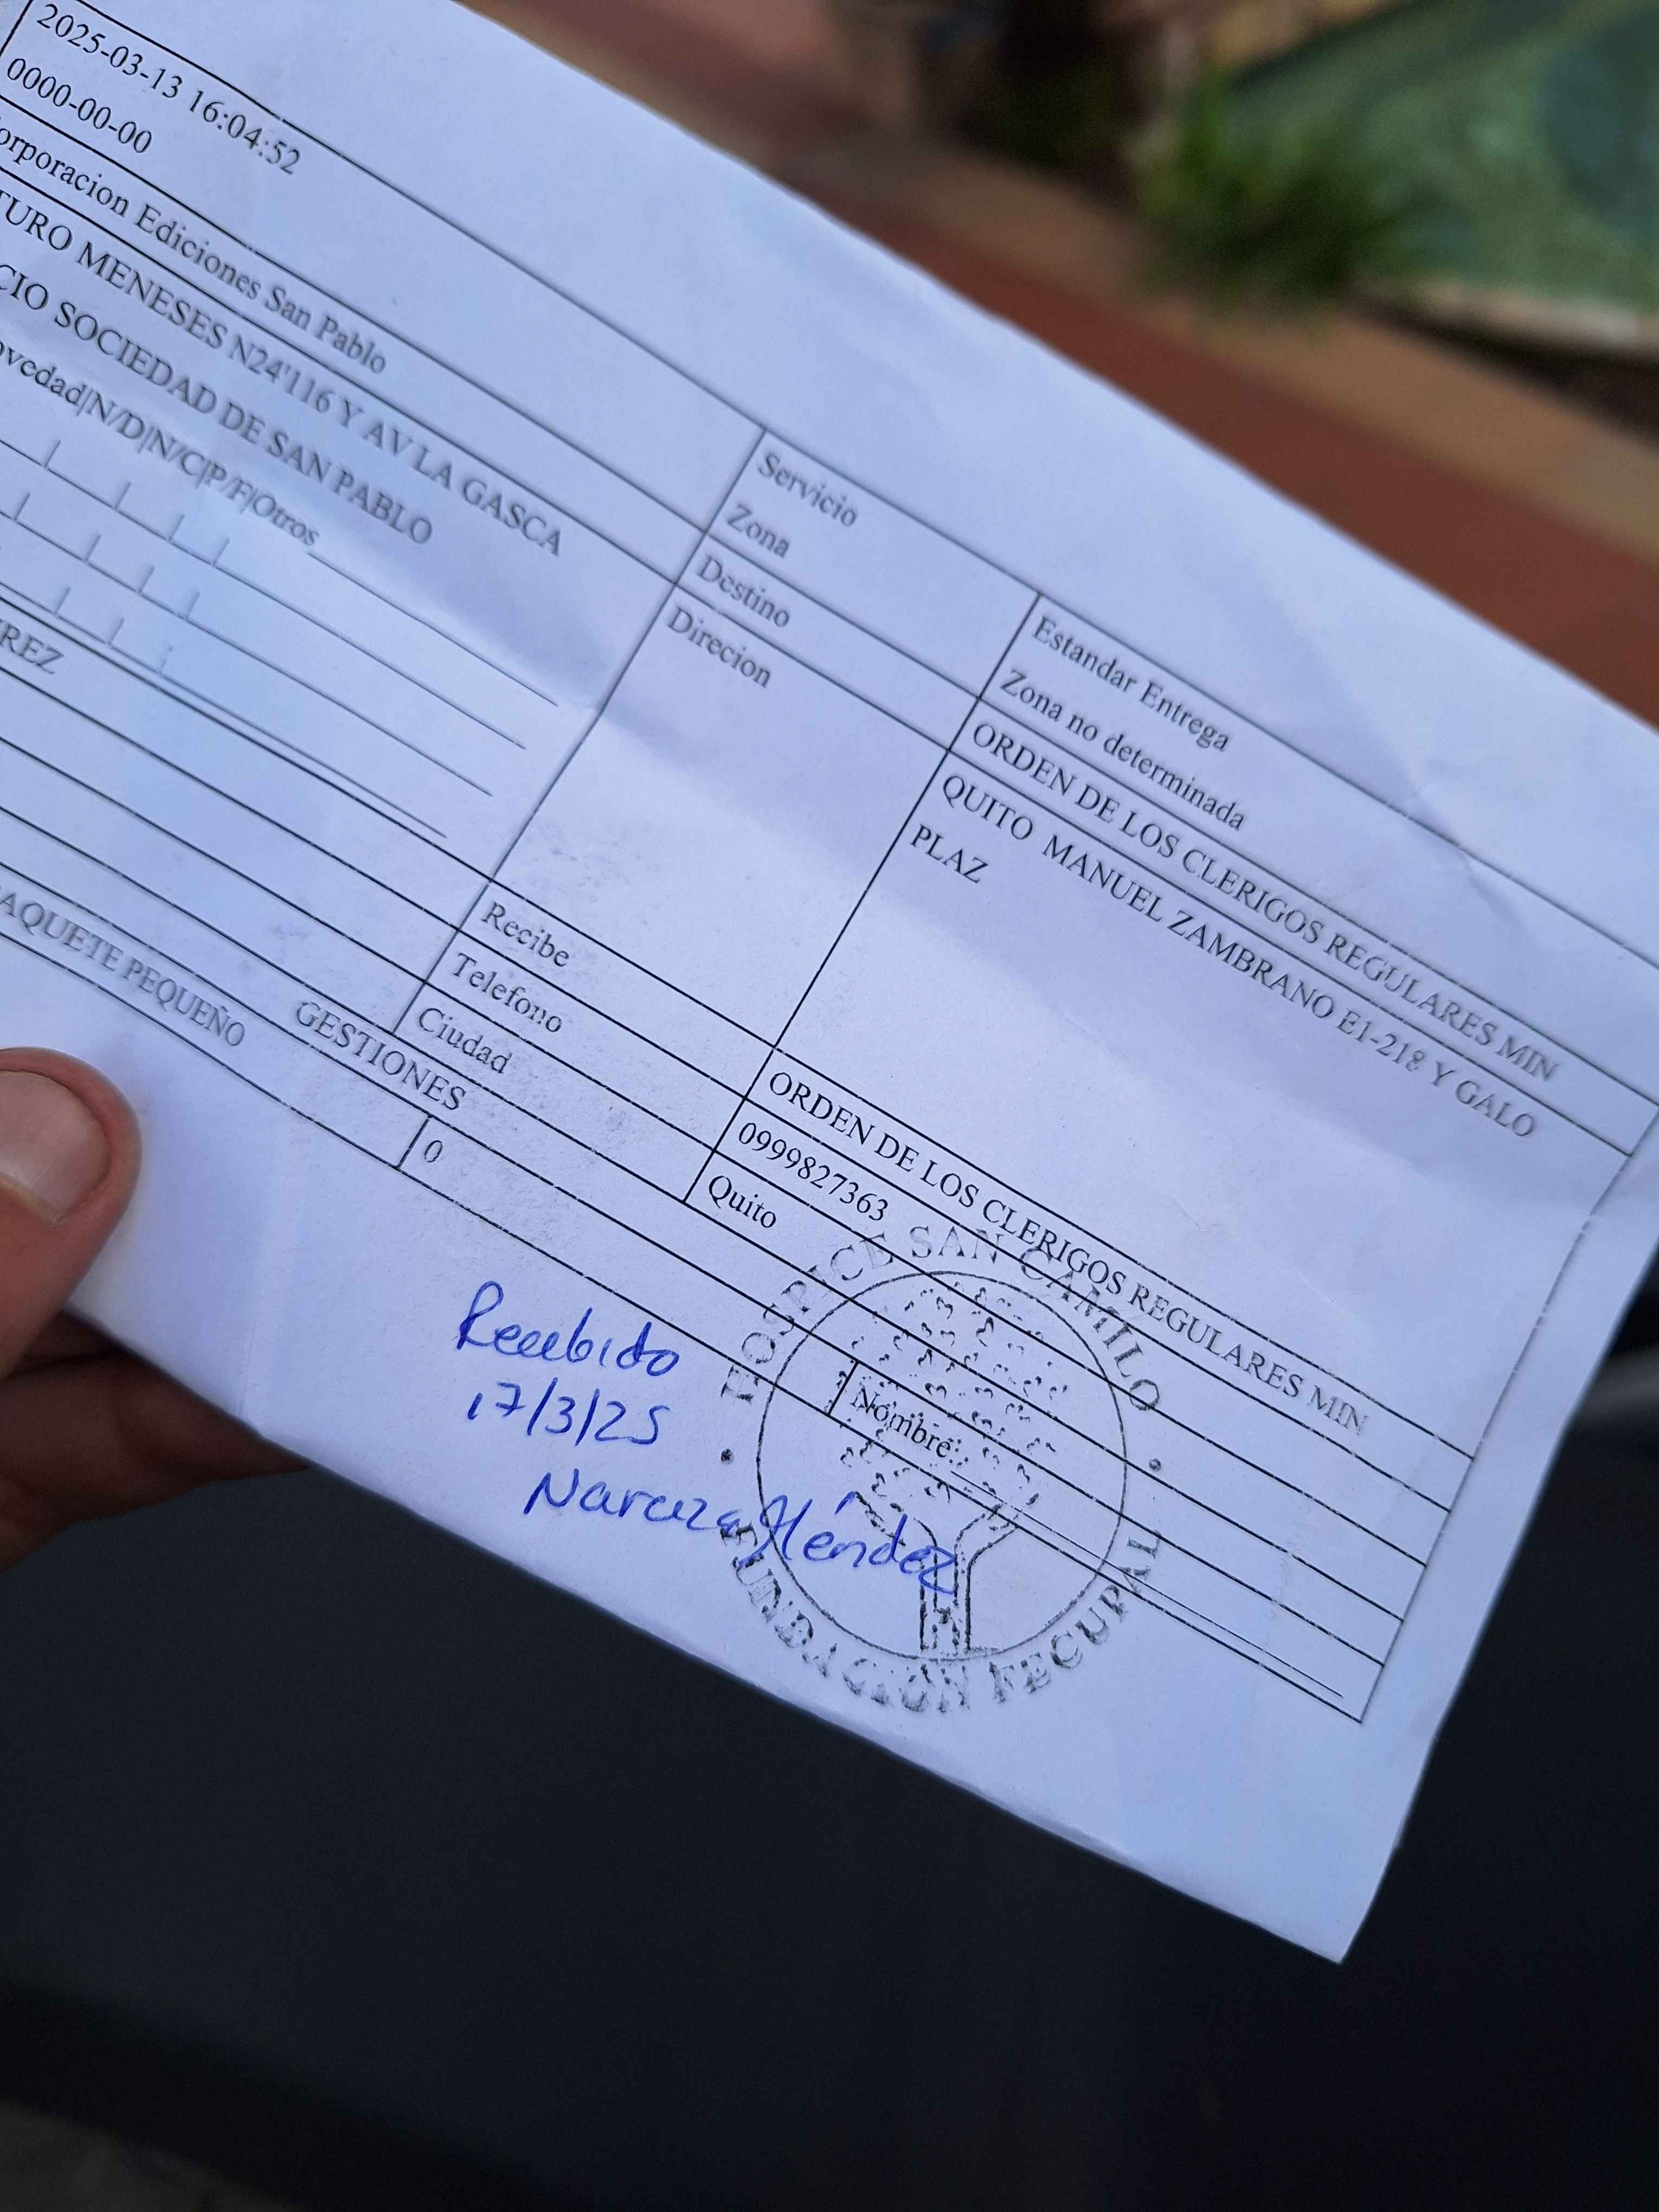 2025-03-13 16:04:52
0000-00-00
orporacion Ediciones San Pablo
TURO MENESES N24'116 Y AV LA GASCA
CIO SOCIEDAD DE SAN PABLO
ovedad|N/D|N/C|P/F|Otros
REZ
AQUETE PEQUEÑO
GESTIONES
0
Servicio Estandar Entrega
Zona Zona no determinada
Destino ORDEN DE LOS CLERIGOS REGULARES MIN
Direcion QUITO MANUEL ZAMBRANO E1-218 Y GALO
PLAZ
Recibe ORDEN DE LOS CLERIGOS REGULARES MIN
Telefono 0999827363
Ciudad Quito
Nombre:
HOSPICE SAN CAMILO
FUNDACIÓN FECUPAL
Recibido
17/3/25
Narciza Méndez